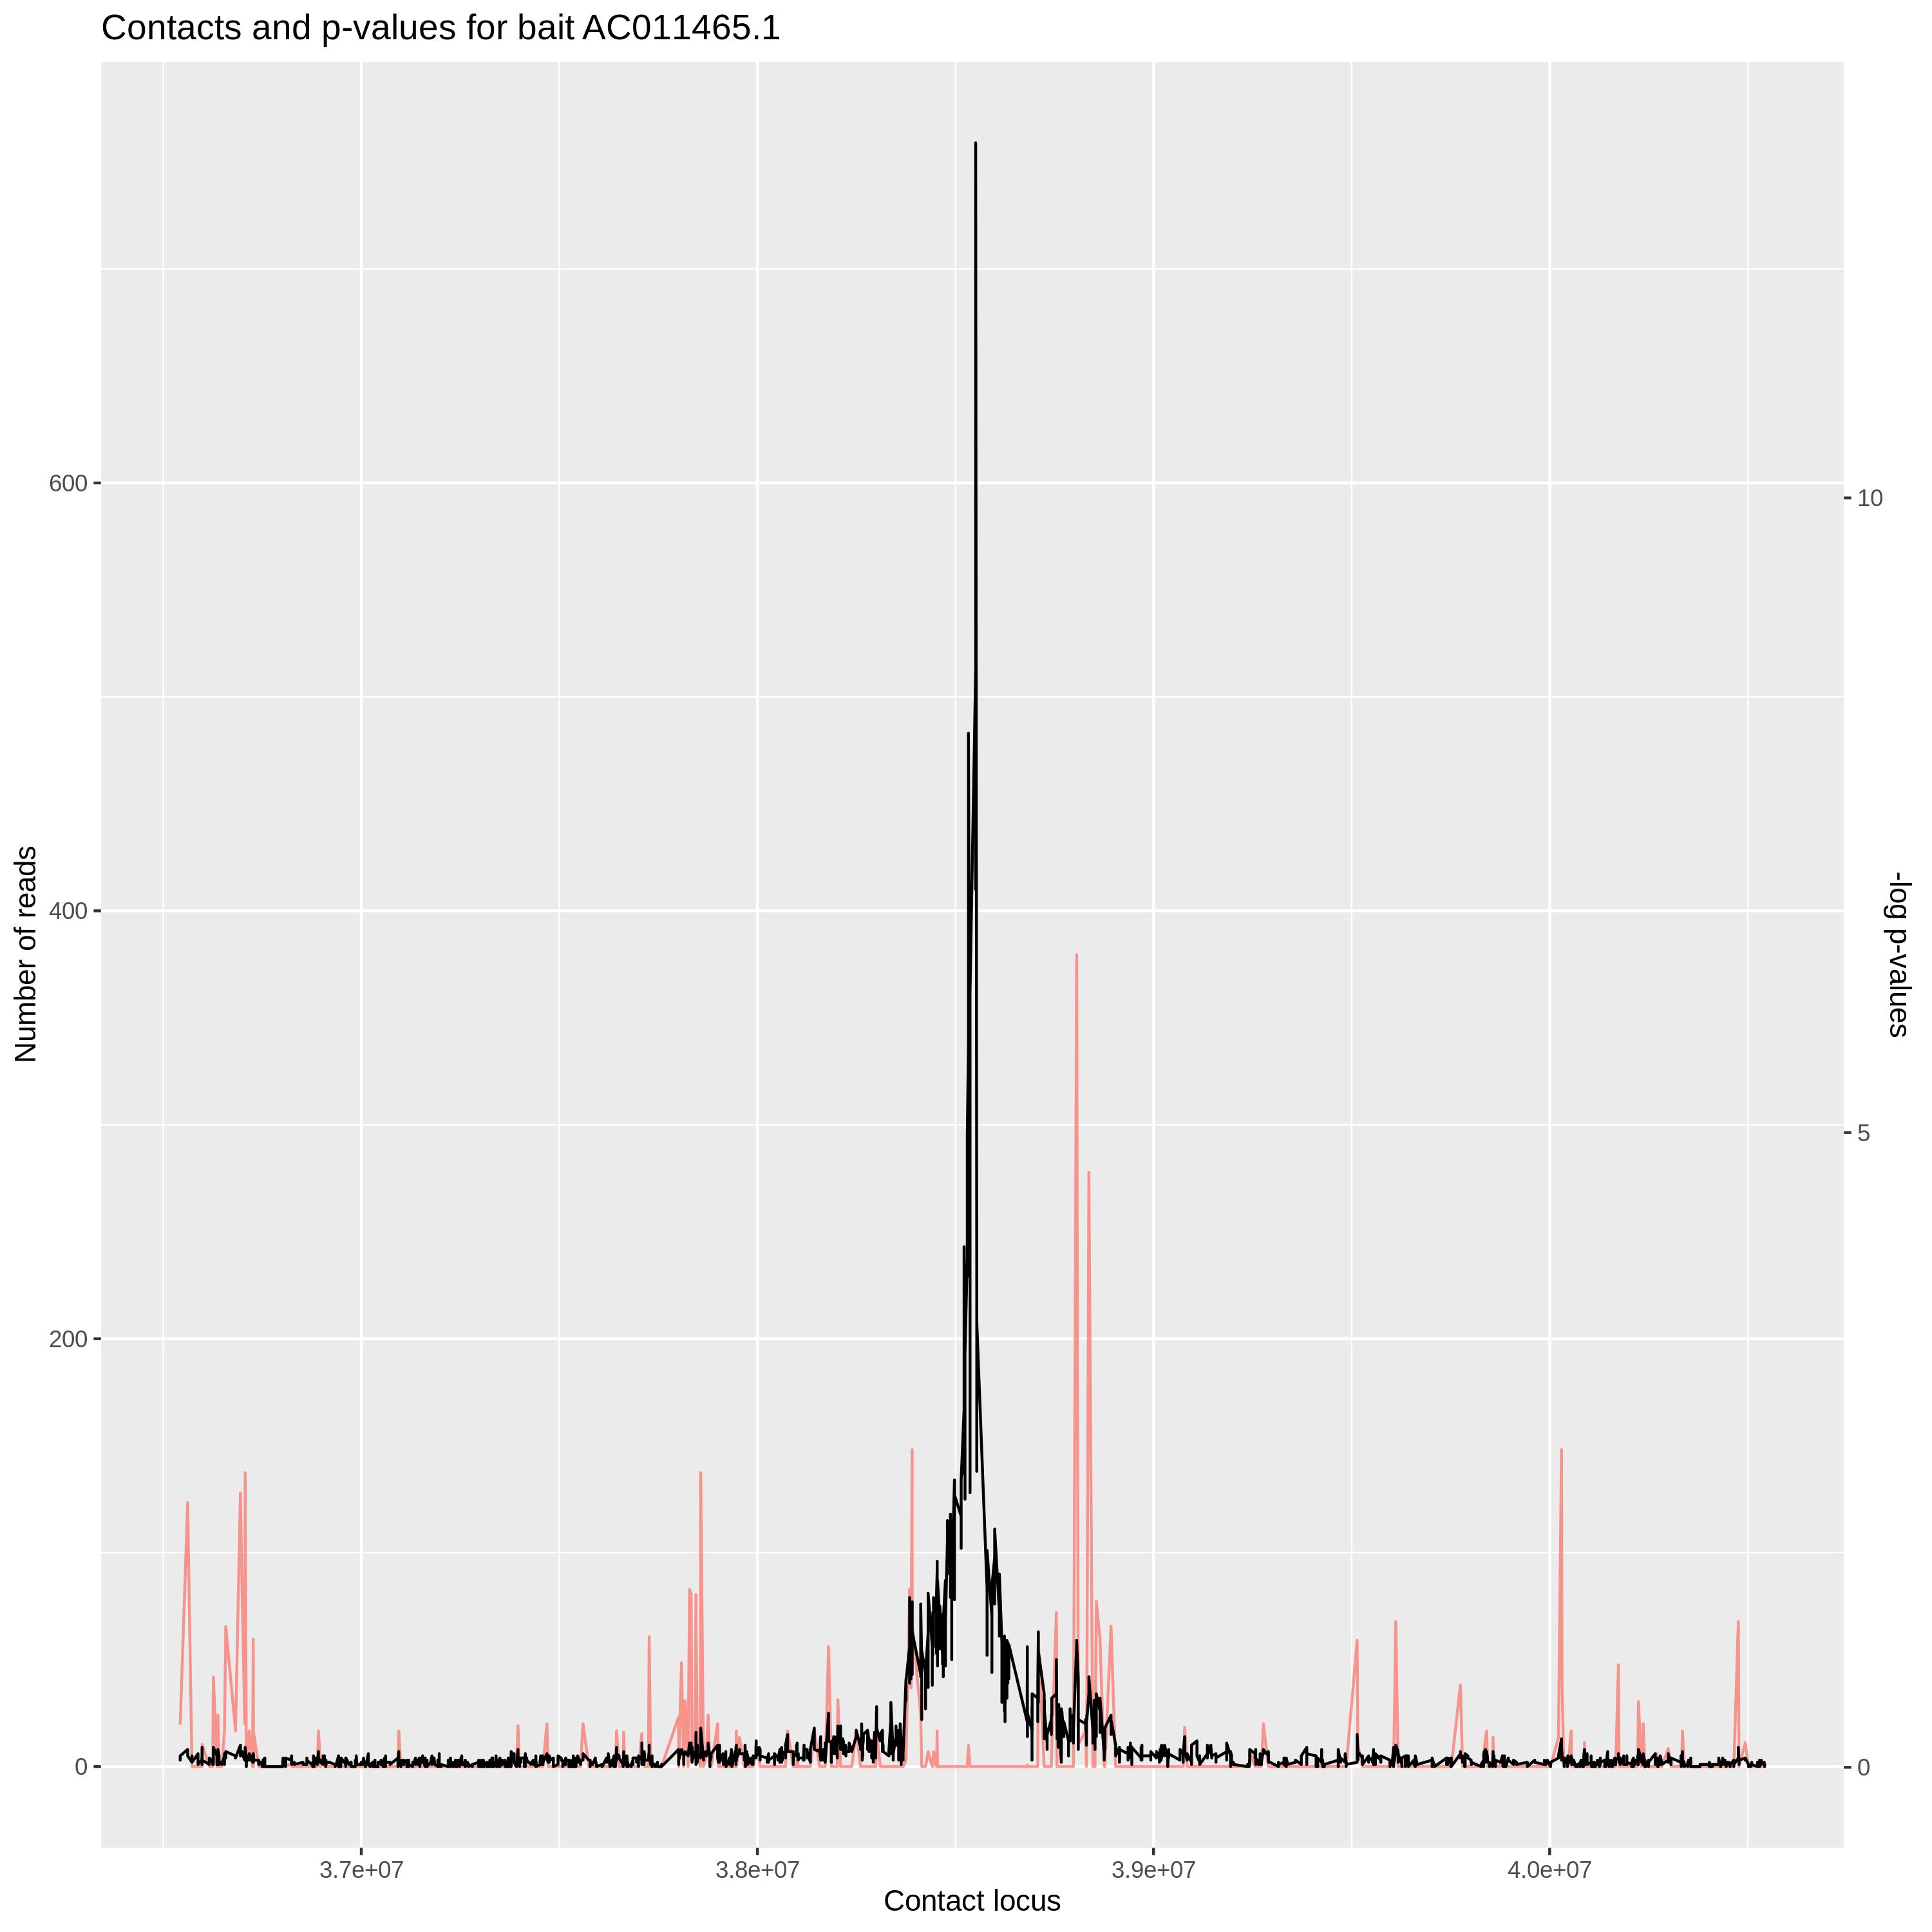 Contacts and p-values for bait AC011465.1
600
400
200
0
10
5
0
Number of reads
-log p-values
3.7e+07
3.8e+07
3.9e+07
4.0e+07
Contact locus